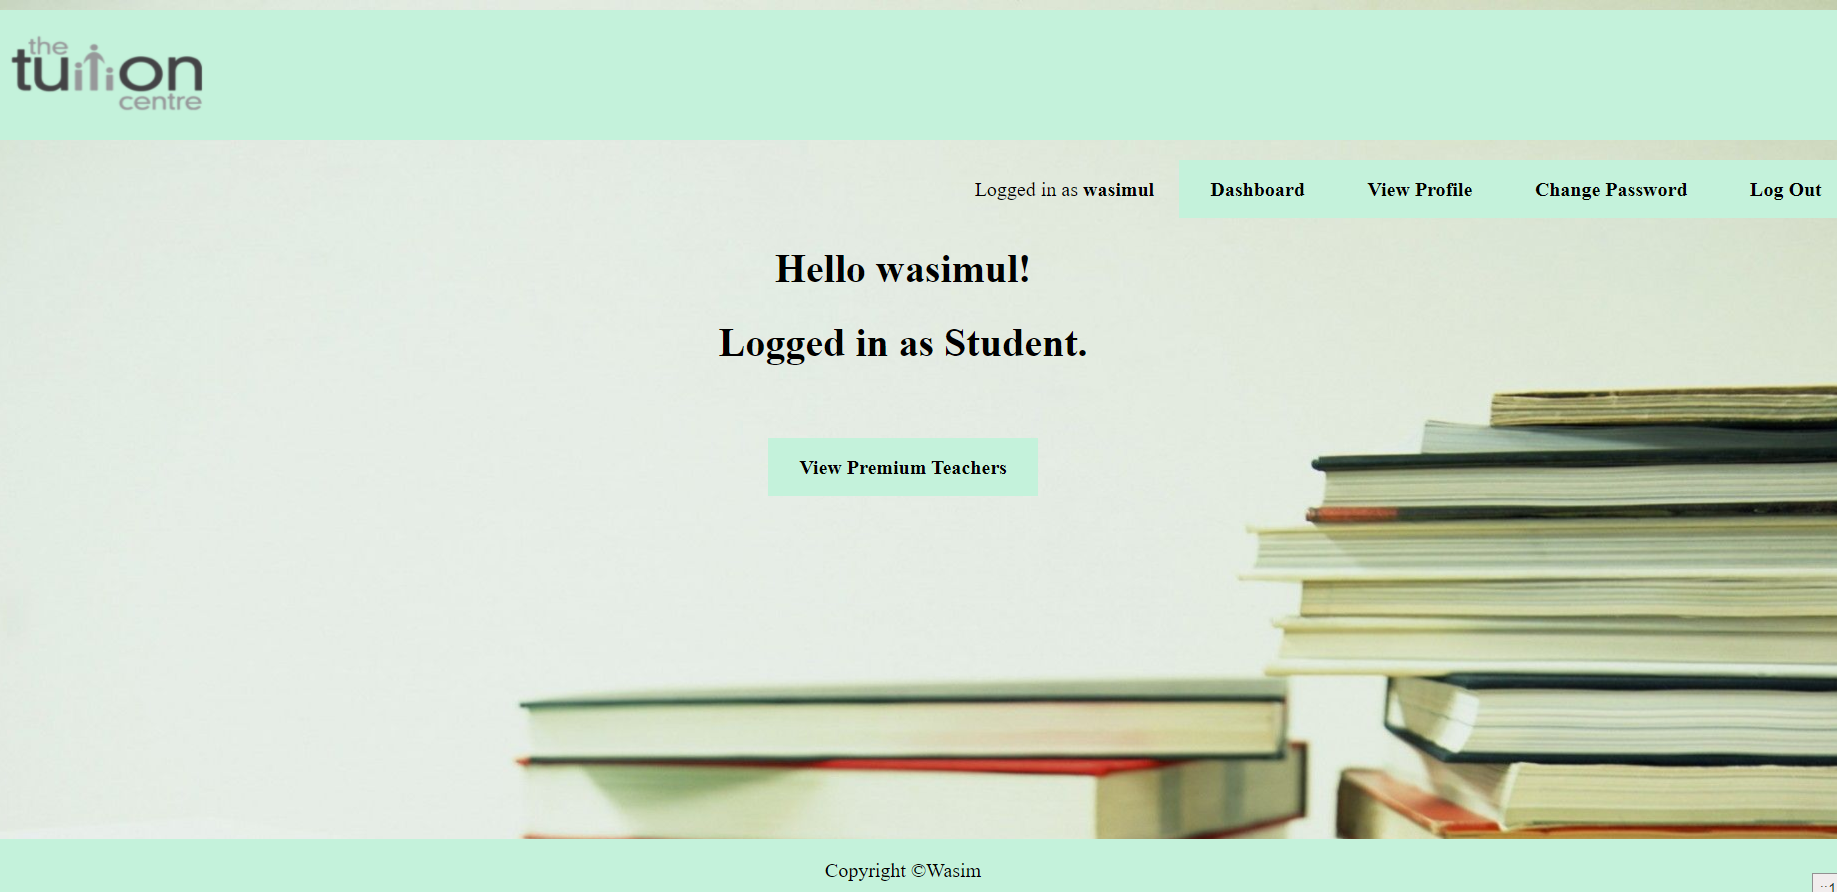 the
tuition
centre
Logged in as wasimul
Dashboard
View Profile
Change Password
Log Out
Hello wasimul!
Logged in as Student.
View Premium Teachers
Copyright ©Wasim